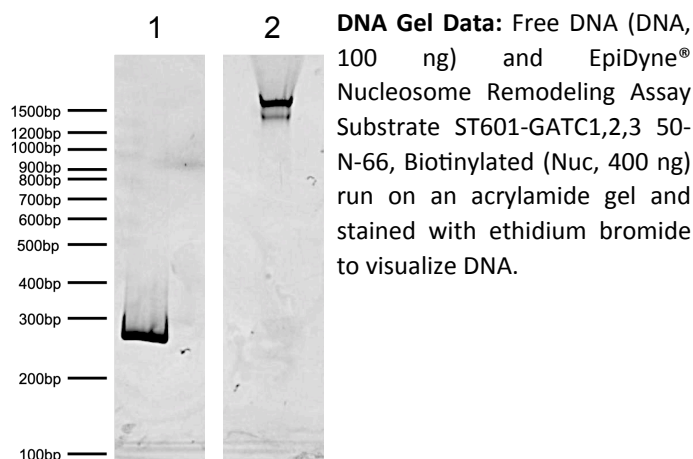 1 2
1500bp
1200bp
1000bp
900bp
800bp
700bp
600bp
500bp
400bp
300bp
200bp
100bp
DNA Gel Data: Free DNA (DNA,
100 ng) and EpiDyne®
Nucleosome Remodeling Assay
Substrate ST601-GATC1,2,3 50-
N-66, Biotinylated (Nuc, 400 ng)
run on an acrylamide gel and
stained with ethidium bromide
to visualize DNA.